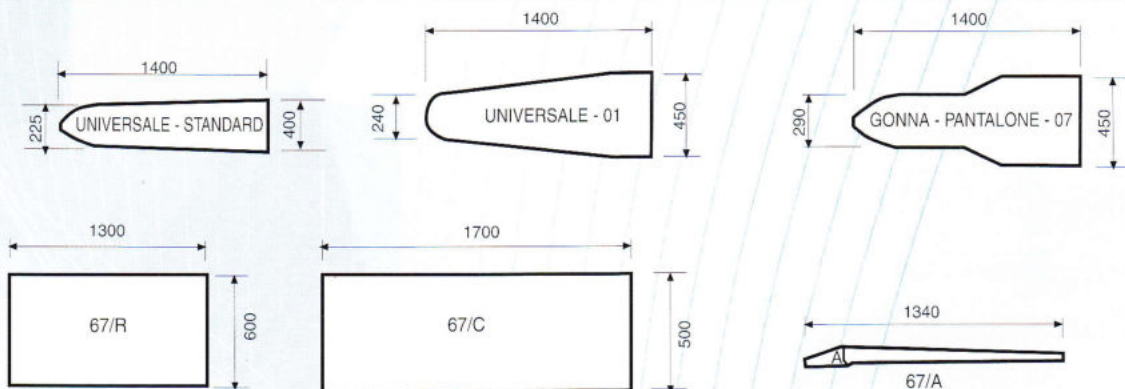 1400
225
UNIVERSALE - STANDARD
400
1400
240
UNIVERSALE - 01
450
1400
290
GONNA - PANTALONE - 07
450
1300
67/R
600
1700
67/C
500
1340
A
67/A